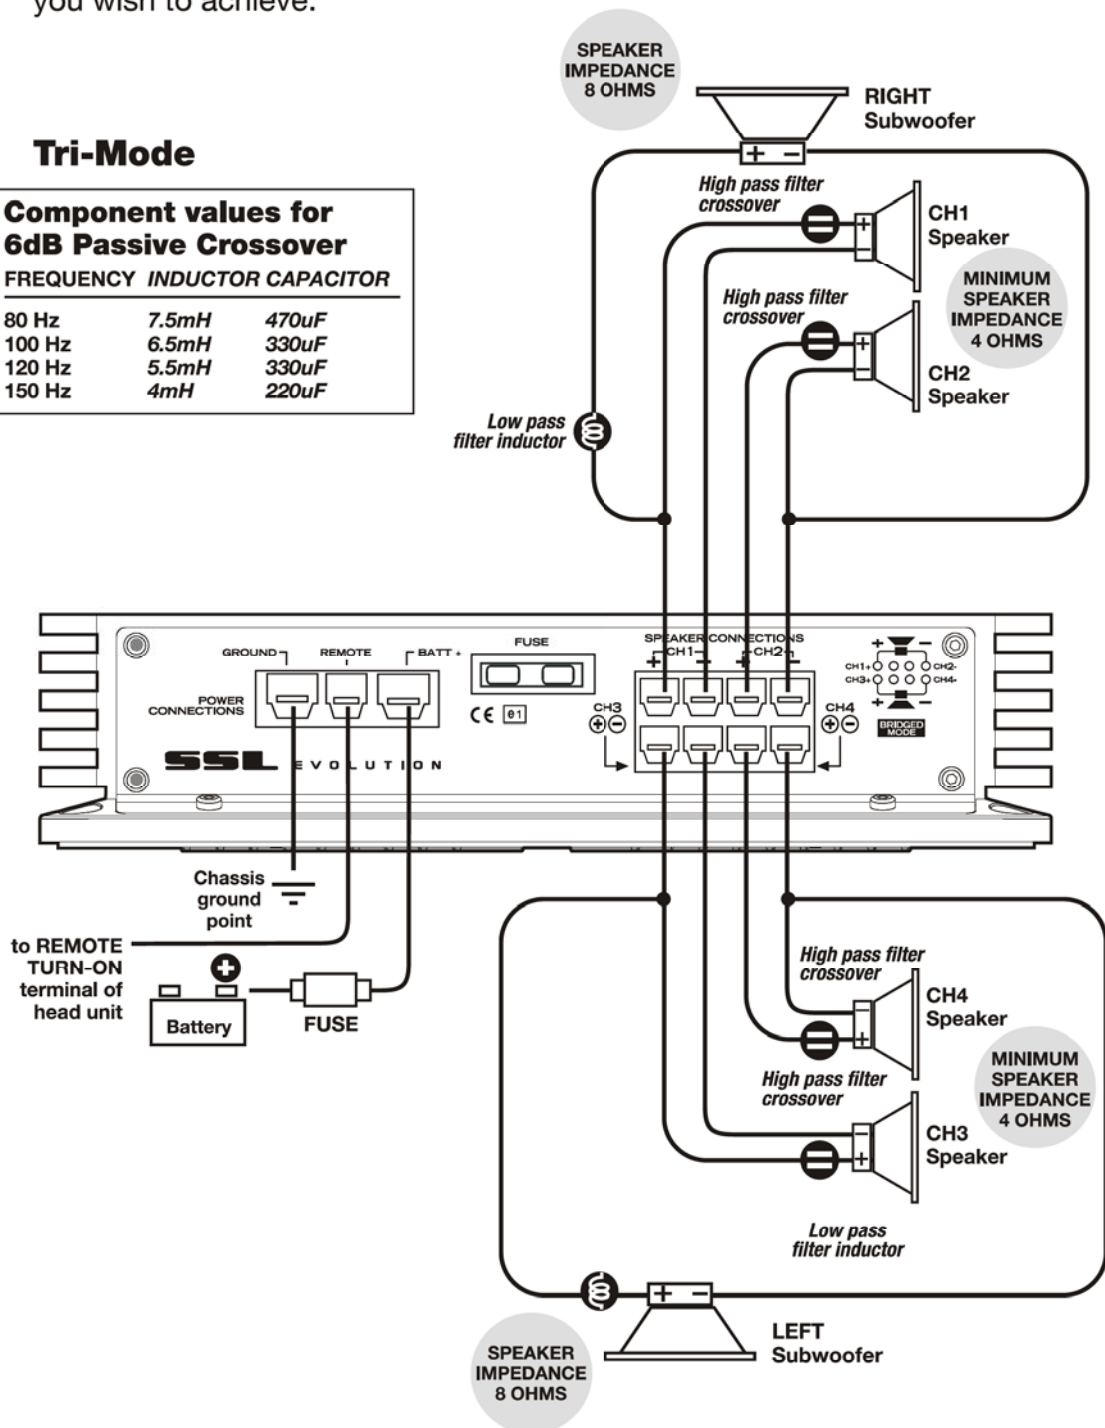 you wish to achieve.
Tri-Mode
Component values for
6dB Passive Crossover
FREQUENCY INDUCTOR CAPACITOR
80 Hz 7.5mH 470uF
100 Hz 6.5mH 330uF
120 Hz 5.5mH 330uF
150 Hz 4mH 220uF
SPEAKER
IMPEDANCE
8 OHMS
RIGHT
Subwoofer
+ −
High pass filter
crossover
+
−
CH1
Speaker
MINIMUM
SPEAKER
IMPEDANCE
4 OHMS
High pass filter
crossover
+
−
CH2
Speaker
Low pass
filter inductor
GROUND
REMOTE
BATT +
POWER
CONNECTIONS
FUSE
CE e1
SSL EVOLUTION
SPEAKER CONNECTIONS
+ CH1 − + CH2 −
CH3
+ −
CH4
+ −
+ −
CH1+ CH2-
CH3+ CH4-
+ −
BRIDGED
MODE
Chassis
ground
point
to REMOTE
TURN-ON
terminal of
head unit
+
Battery
FUSE
High pass filter
crossover
−
+
CH4
Speaker
MINIMUM
SPEAKER
IMPEDANCE
4 OHMS
High pass filter
crossover
−
+
CH3
Speaker
Low pass
filter inductor
+ −
LEFT
Subwoofer
SPEAKER
IMPEDANCE
8 OHMS